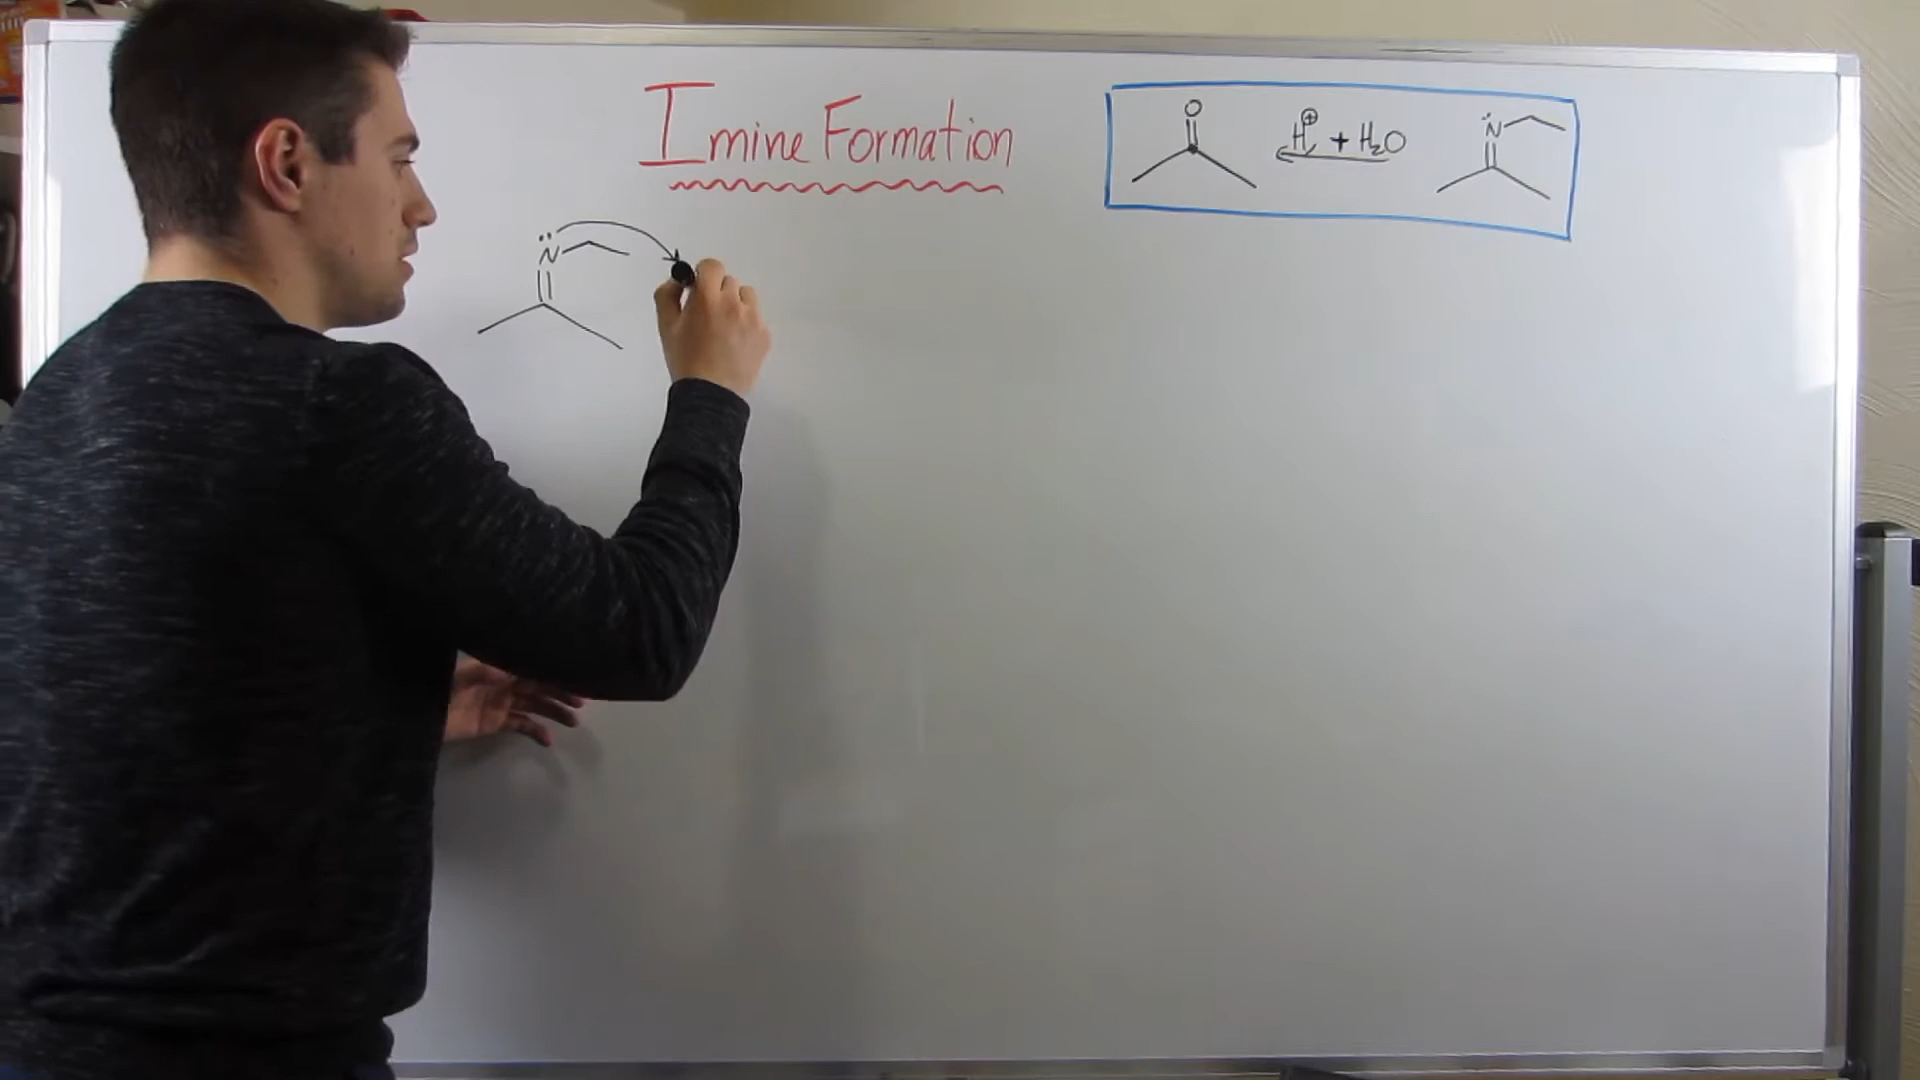 Imine Formation
O
H⊕ + H₂O
N̈
N̈